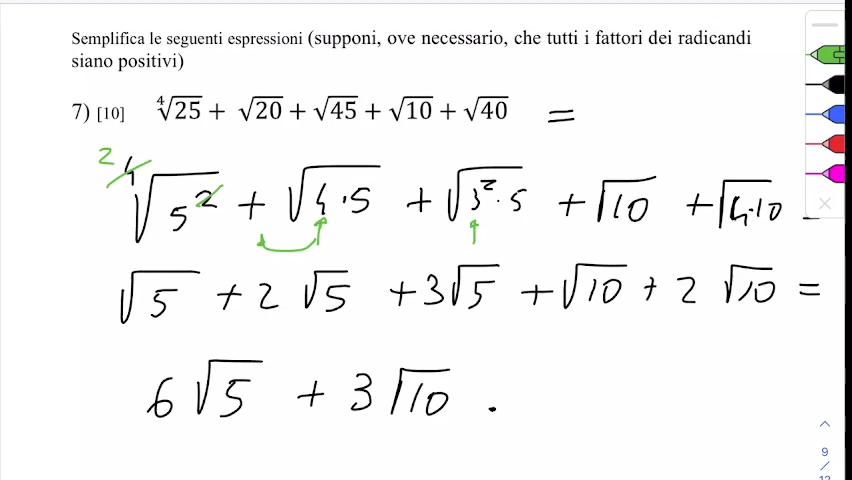 Semplifica le seguenti espressioni (supponi, ove necessario, che tutti i fattori dei radicandi
siano positivi)
7) [10] ∜25 + √20 + √45 + √10 + √40 =
2 4√5² + √4·5 + √3²·5 + √10 + √4·10 =
√5 + 2√5 + 3√5 + √10 + 2√10 =
6√5 + 3√10 .
9
/
12